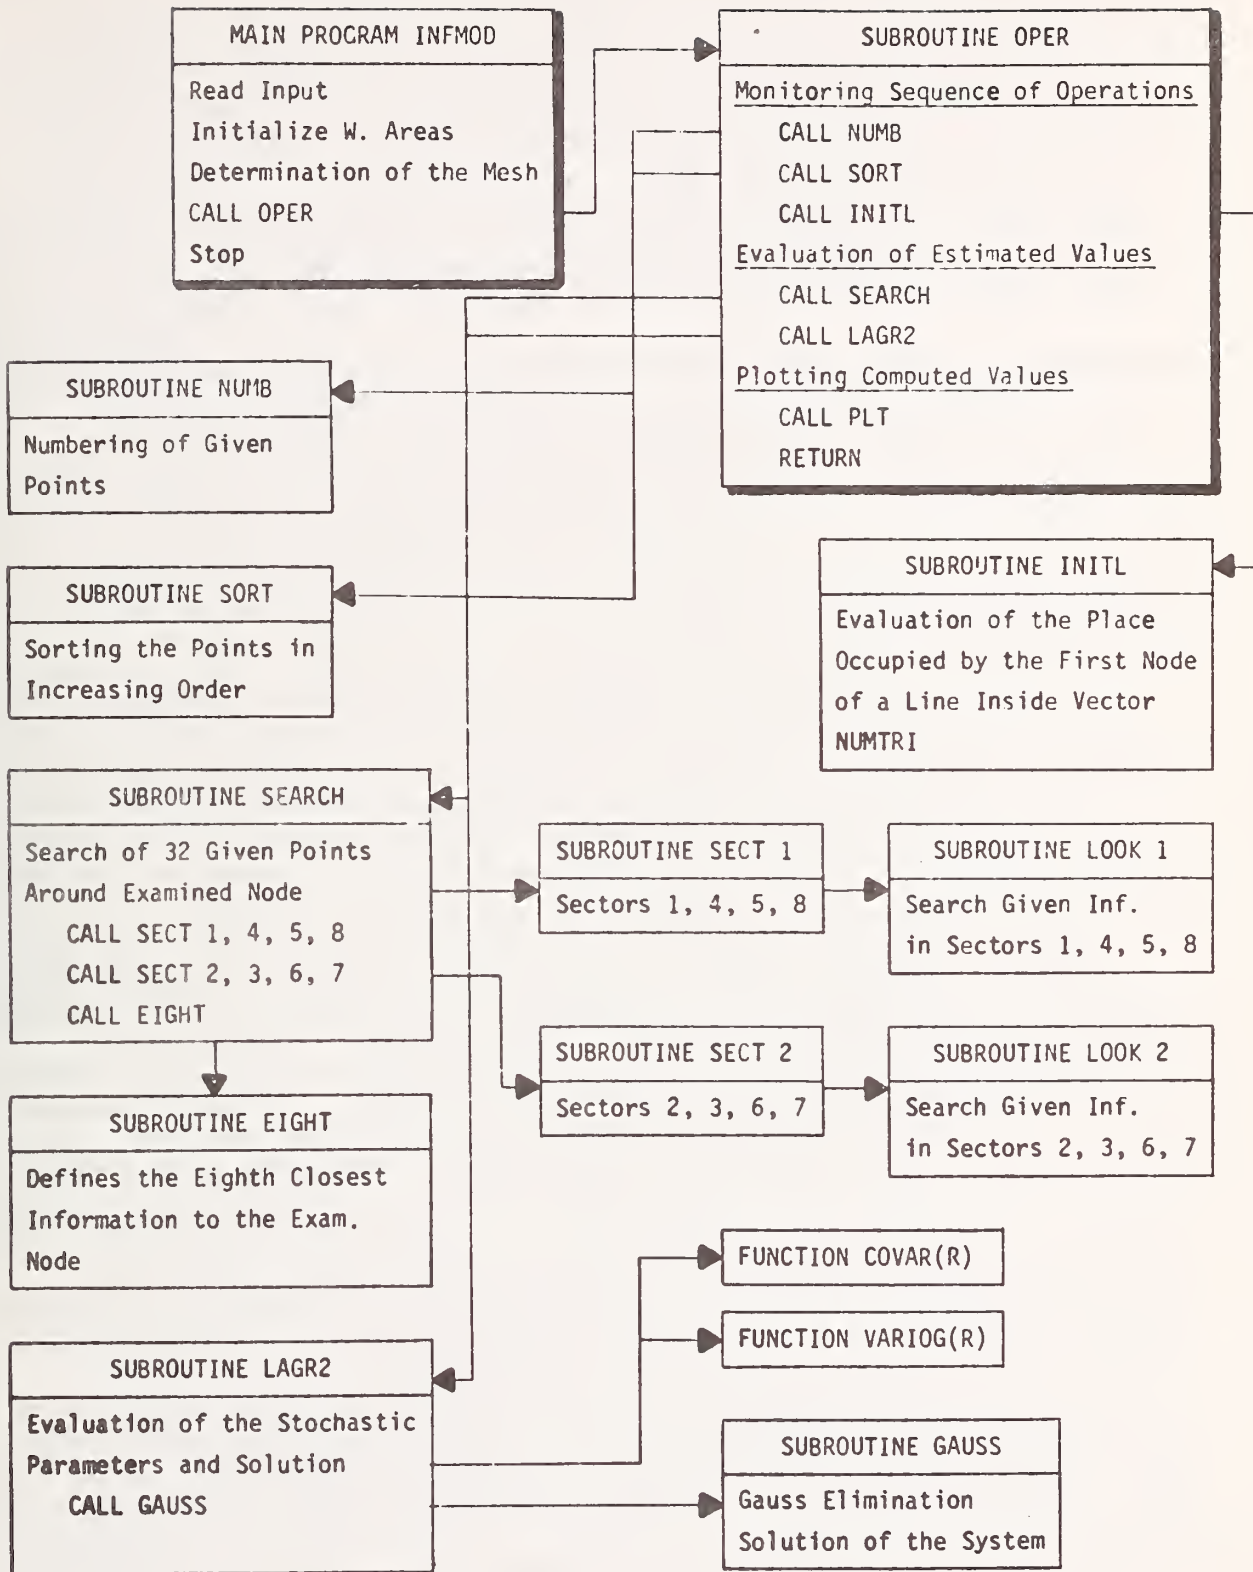 MAIN PROGRAM INFMOD
Read Input
Initialize W. Areas
Determination of the Mesh
CALL OPER
Stop
SUBROUTINE OPER
Monitoring Sequence of Operations
CALL NUMB
CALL SORT
CALL INITL
Evaluation of Estimated Values
CALL SEARCH
CALL LAGR2
Plotting Computed Values
CALL PLT
RETURN
SUBROUTINE NUMB
Numbering of Given
Points
SUBROUTINE SORT
Sorting the Points in
Increasing Order
SUBROUTINE INITL
Evaluation of the Place
Occupied by the First Node
of a Line Inside Vector
NUMTRI
SUBROUTINE SEARCH
Search of 32 Given Points
Around Examined Node
CALL SECT 1, 4, 5, 8
CALL SECT 2, 3, 6, 7
CALL EIGHT
SUBROUTINE SECT 1
Sectors 1, 4, 5, 8
SUBROUTINE LOOK 1
Search Given Inf.
in Sectors 1, 4, 5, 8
SUBROUTINE SECT 2
Sectors 2, 3, 6, 7
SUBROUTINE LOOK 2
Search Given Inf.
in Sectors 2, 3, 6, 7
SUBROUTINE EIGHT
Defines the Eighth Closest
Information to the Exam.
Node
FUNCTION COVAR(R)
FUNCTION VARIOG(R)
SUBROUTINE LAGR2
Evaluation of the Stochastic
Parameters and Solution
CALL GAUSS
SUBROUTINE GAUSS
Gauss Elimination
Solution of the System